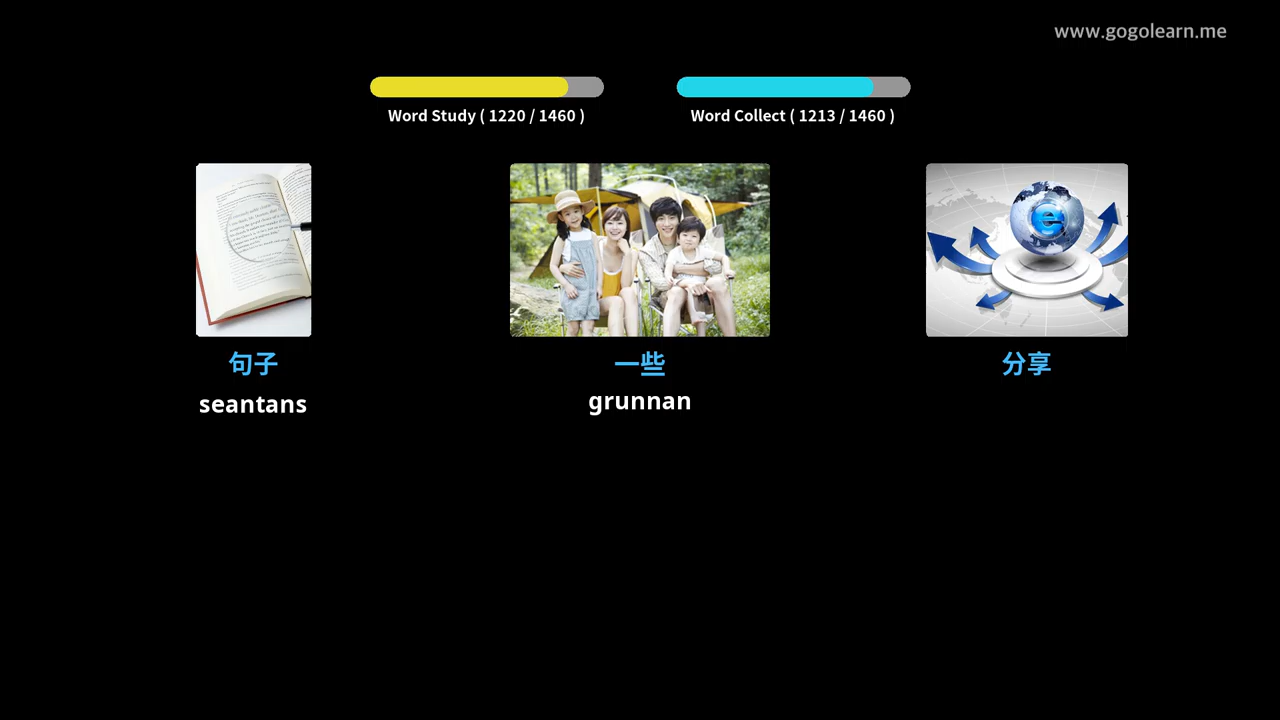 www.gogolearn.me
Word Study ( 1220 / 1460 )
Word Collect ( 1213 / 1460 )
句子
一些
分享
seantans
grunnan